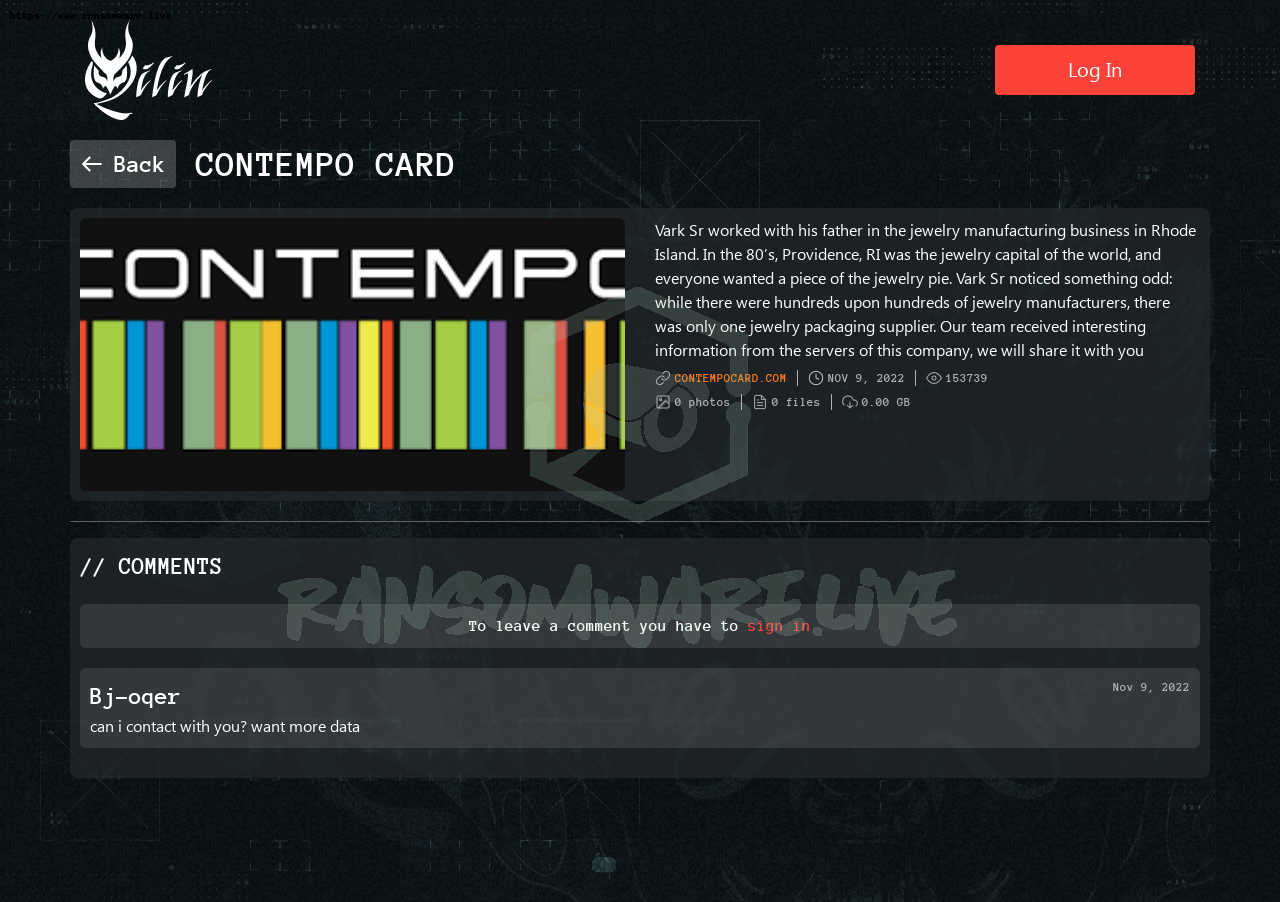 https://www.ransomware.live
Qilin
Log In
← Back
CONTEMPO CARD
CONTEMPO
Vark Sr worked with his father in the jewelry manufacturing business in Rhode
Island. In the 80's, Providence, RI was the jewelry capital of the world, and
everyone wanted a piece of the jewelry pie. Vark Sr noticed something odd:
while there were hundreds upon hundreds of jewelry manufacturers, there
was only one jewelry packaging supplier. Our team received interesting
information from the servers of this company, we will share it with you
CONTEMPOCARD.COM NOV 9, 2022 153739
0 photos 0 files 0.00 GB
// COMMENTS
RANSOMWARE.LIVE
To leave a comment you have to sign in.
Bj-oqer
Nov 9, 2022
can i contact with you? want more data